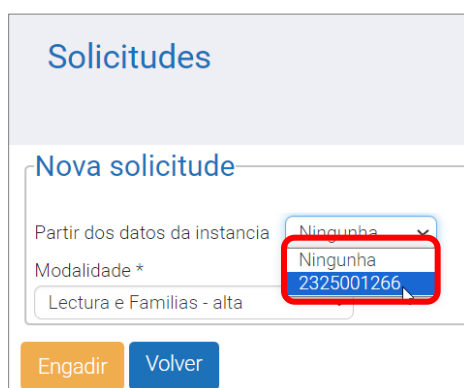 Solicitudes
Nova solicitude
Partir dos datos da instancia Ningunha
Ningunha
2325001266
Modalidade *
Lectura e Familias - alta
Engadir Volver